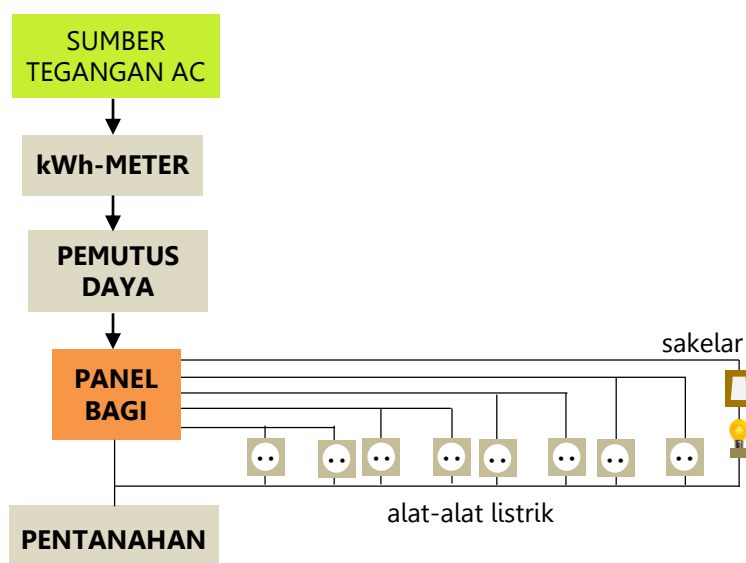 SUMBER
TEGANGAN AC
kWh-METER
PEMUTUS
DAYA
sakelar
PANEL
BAGI
alat-alat listrik
PENTANAHAN